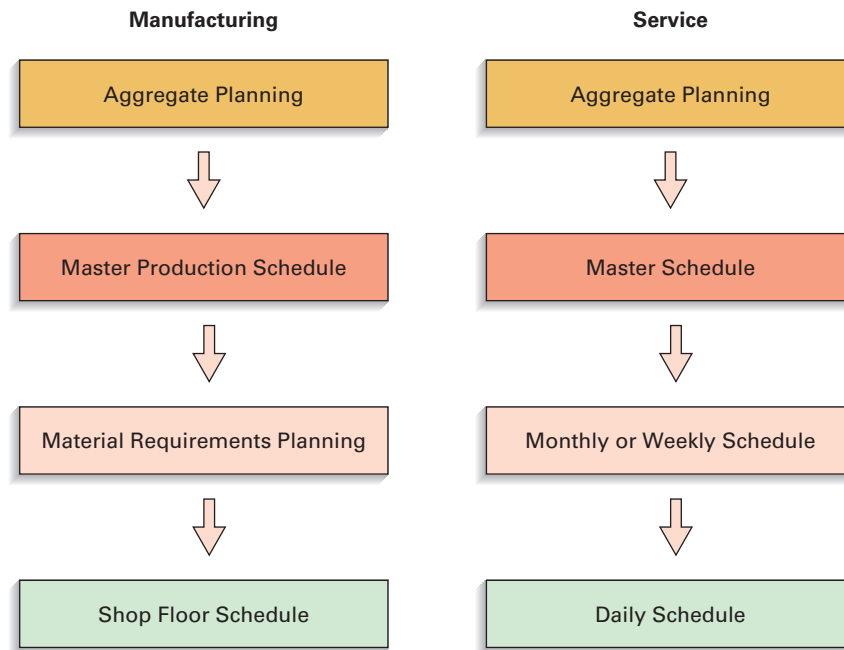 Manufacturing
Service
Aggregate Planning
Aggregate Planning
Master Production Schedule
Master Schedule
Material Requirements Planning
Monthly or Weekly Schedule
Shop Floor Schedule
Daily Schedule